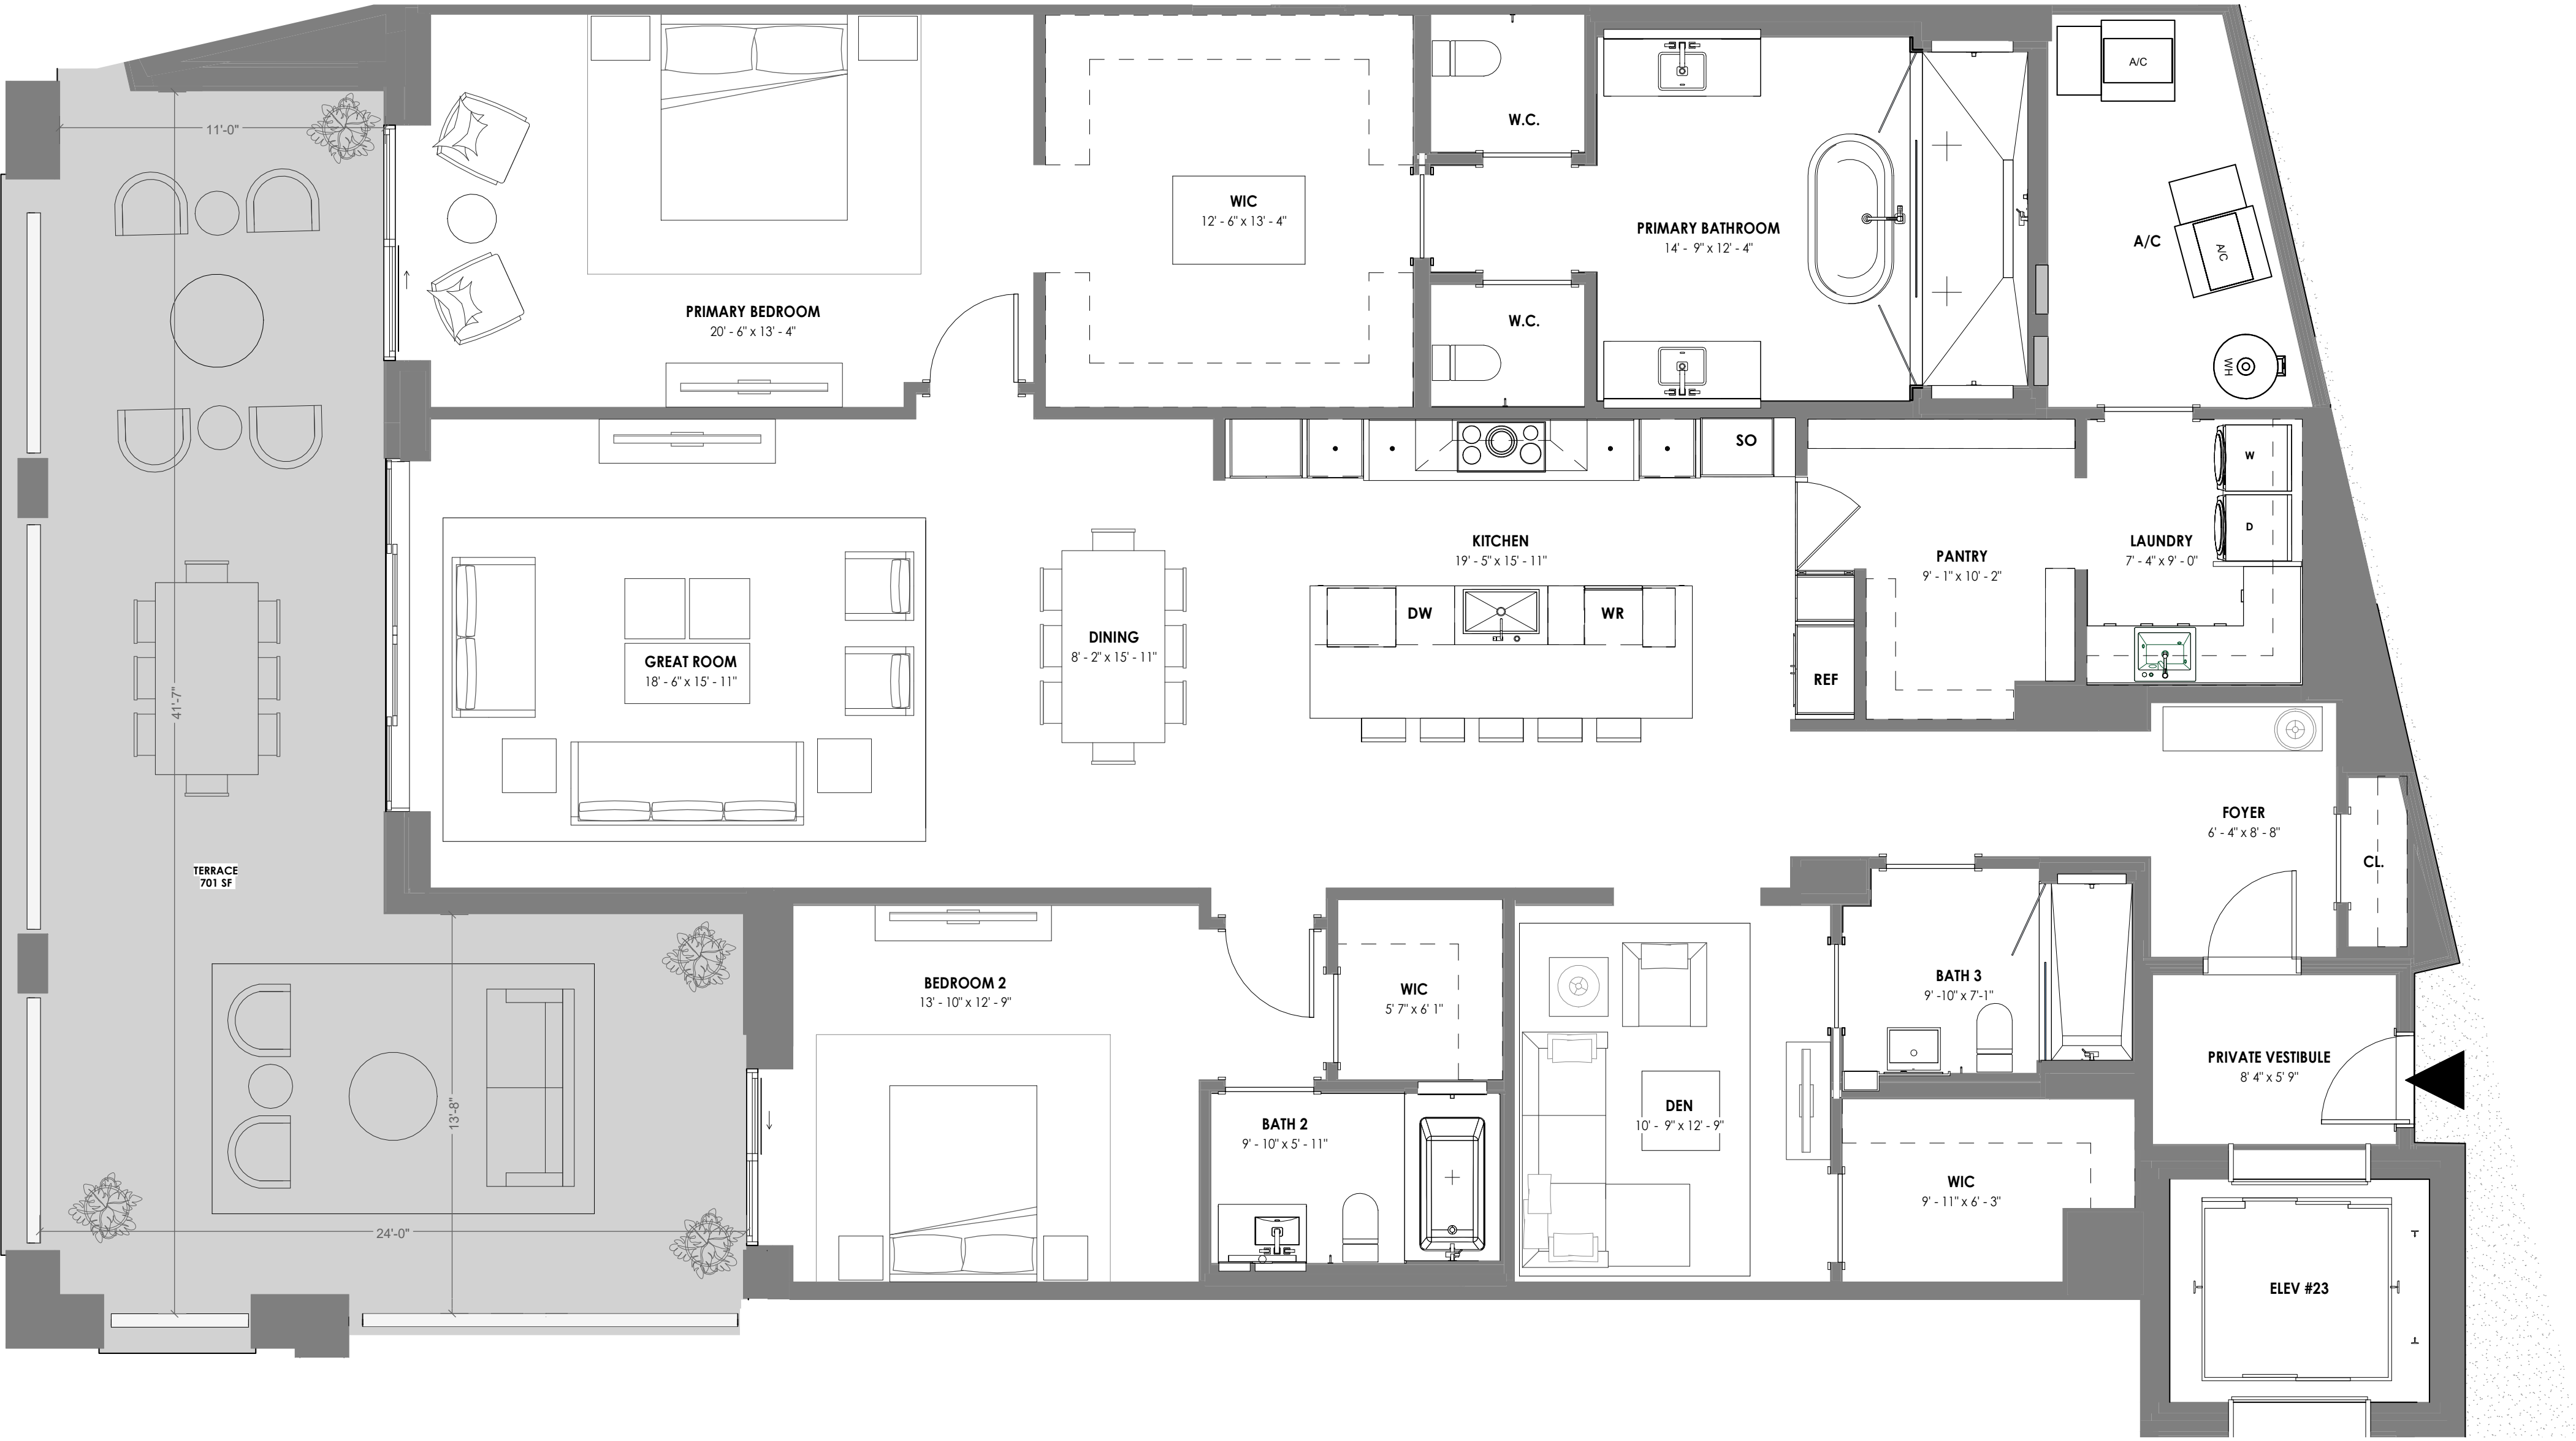 A/C
11'-0"
W.C.
WIC
12' - 6" x 13' - 4"
PRIMARY BATHROOM
14' - 9" x 12' - 4"
A/C
A/C
PRIMARY BEDROOM
20' - 6" x 13' - 4"
W.C.
WH
SO
W
D
KITCHEN
19' - 5" x 15' - 11"
PANTRY
9' - 1" x 10' - 2"
LAUNDRY
7' - 4" x 9' - 0"
DW
WR
DINING
8' - 2" x 15' - 11"
GREAT ROOM
18' - 6" x 15' - 11"
REF
41'-7"
FOYER
6' - 4" x 8' - 8"
CL.
TERRACE
701 SF
BEDROOM 2
13' - 10" x 12' - 9"
WIC
5' 7" x 6' 1"
BATH 3
9' -10" x 7'-1"
PRIVATE VESTIBULE
8' 4" x 5' 9"
13'-8"
DEN
10' - 9" x 12' - 9"
BATH 2
9' - 10" x 5' - 11"
WIC
9' - 11" x 6' - 3"
24'-0"
ELEV #23